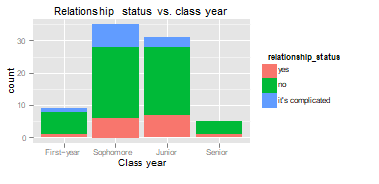 Relationship status vs. class year
count
30
20
10
0
First-year Sophomore Junior Senior
Class year
relationship_status
yes
no
it's complicated